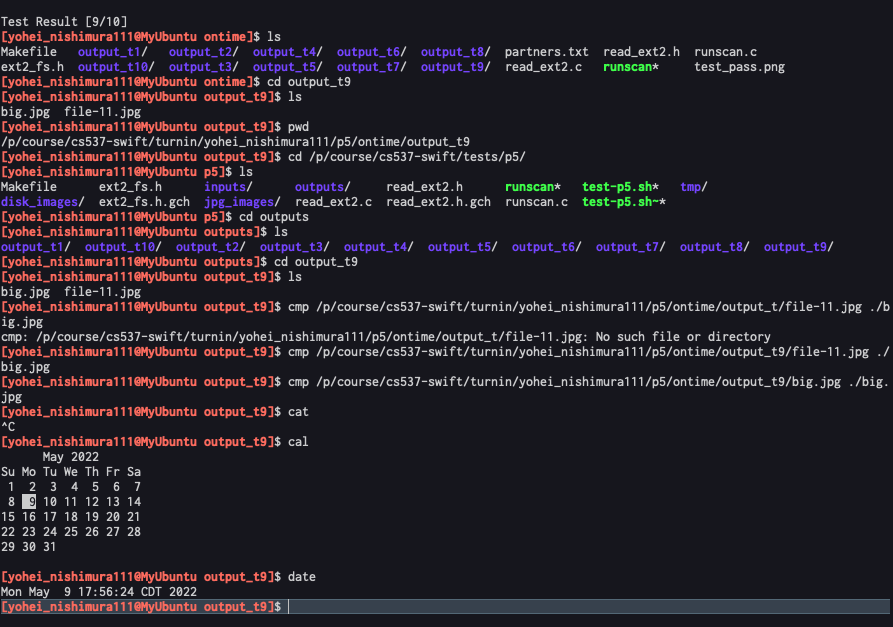 Test Result [9/10]
[yohei_nishimura111@MyUbuntu ontime]$ ls
Makefile   output_t1/   output_t2/  output_t4/  output_t6/  output_t8/  partners.txt  read_ext2.h  runscan.c
ext2_fs.h  output_t10/  output_t3/  output_t5/  output_t7/  output_t9/  read_ext2.c   runscan*     test_pass.png
[yohei_nishimura111@MyUbuntu ontime]$ cd output_t9
[yohei_nishimura111@MyUbuntu output_t9]$ ls
big.jpg  file-11.jpg
[yohei_nishimura111@MyUbuntu output_t9]$ pwd
/p/course/cs537-swift/turnin/yohei_nishimura111/p5/ontime/output_t9
[yohei_nishimura111@MyUbuntu output_t9]$ cd /p/course/cs537-swift/tests/p5/
[yohei_nishimura111@MyUbuntu p5]$ ls
Makefile      ext2_fs.h      inputs/      outputs/     read_ext2.h      runscan*   test-p5.sh*   tmp/
disk_images/  ext2_fs.h.gch  jpg_images/  read_ext2.c  read_ext2.h.gch  runscan.c  test-p5.sh~*
[yohei_nishimura111@MyUbuntu p5]$ cd outputs
[yohei_nishimura111@MyUbuntu outputs]$ ls
output_t1/  output_t10/  output_t2/  output_t3/  output_t4/  output_t5/  output_t6/  output_t7/  output_t8/  output_t9/
[yohei_nishimura111@MyUbuntu outputs]$ cd output_t9
[yohei_nishimura111@MyUbuntu output_t9]$ ls
big.jpg  file-11.jpg
[yohei_nishimura111@MyUbuntu output_t9]$ cmp /p/course/cs537-swift/turnin/yohei_nishimura111/p5/ontime/output_t/file-11.jpg ./b
ig.jpg
cmp: /p/course/cs537-swift/turnin/yohei_nishimura111/p5/ontime/output_t/file-11.jpg: No such file or directory
[yohei_nishimura111@MyUbuntu output_t9]$ cmp /p/course/cs537-swift/turnin/yohei_nishimura111/p5/ontime/output_t9/file-11.jpg ./
big.jpg
[yohei_nishimura111@MyUbuntu output_t9]$ cmp /p/course/cs537-swift/turnin/yohei_nishimura111/p5/ontime/output_t9/big.jpg ./big.
jpg
[yohei_nishimura111@MyUbuntu output_t9]$ cat
^C
[yohei_nishimura111@MyUbuntu output_t9]$ cal
      May 2022
Su Mo Tu We Th Fr Sa
 1  2  3  4  5  6  7
 8  9 10 11 12 13 14
15 16 17 18 19 20 21
22 23 24 25 26 27 28
29 30 31
[yohei_nishimura111@MyUbuntu output_t9]$ date
Mon May  9 17:56:24 CDT 2022
[yohei_nishimura111@MyUbuntu output_t9]$